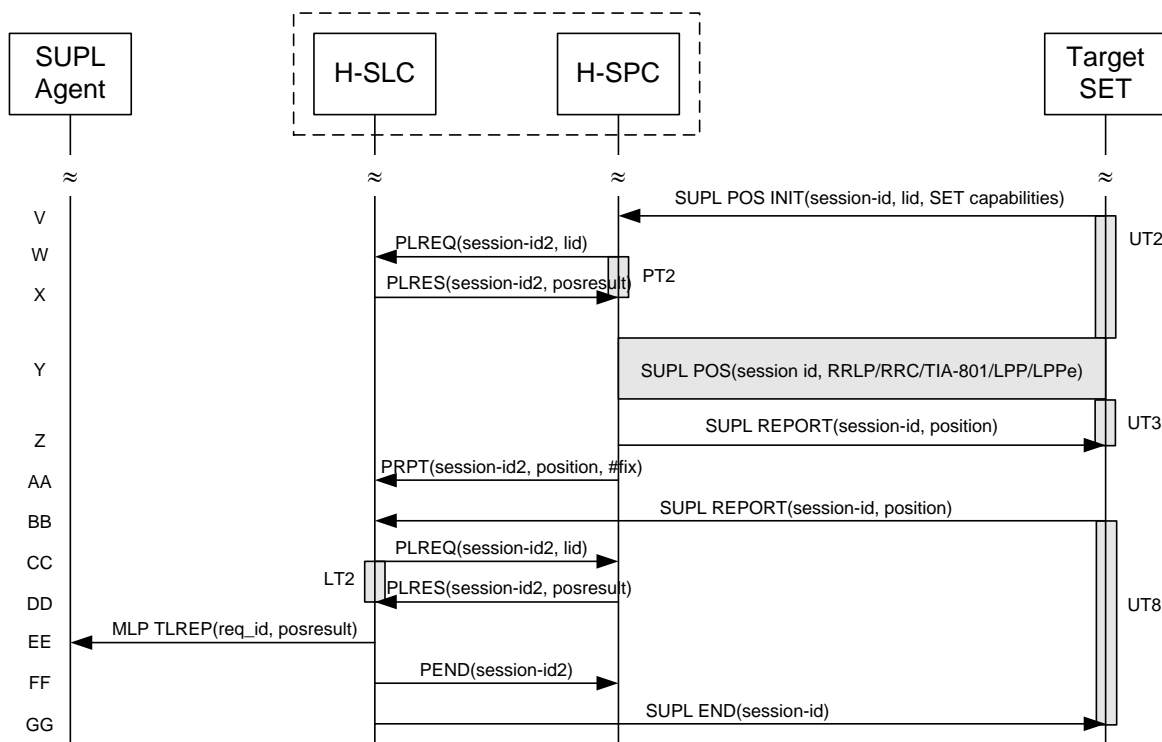 SUPL
Agent
H-SLC
H-SPC
Target
SET
≈ ≈ ≈ ≈
V
SUPL POS INIT(session-id, lid, SET capabilities)
UT2
W
PLREQ(session-id2, lid)
PT2
X
PLRES(session-id2, posresult)
Y
SUPL POS(session id, RRLP/RRC/TIA-801/LPP/LPPe)
UT3
Z
SUPL REPORT(session-id, position)
AA
PRPT(session-id2, position, #fix)
BB
SUPL REPORT(session-id, position)
CC
PLREQ(session-id2, lid)
LT2
DD
PLRES(session-id2, posresult)
UT8
EE
MLP TLREP(req_id, posresult)
FF
PEND(session-id2)
GG
SUPL END(session-id)